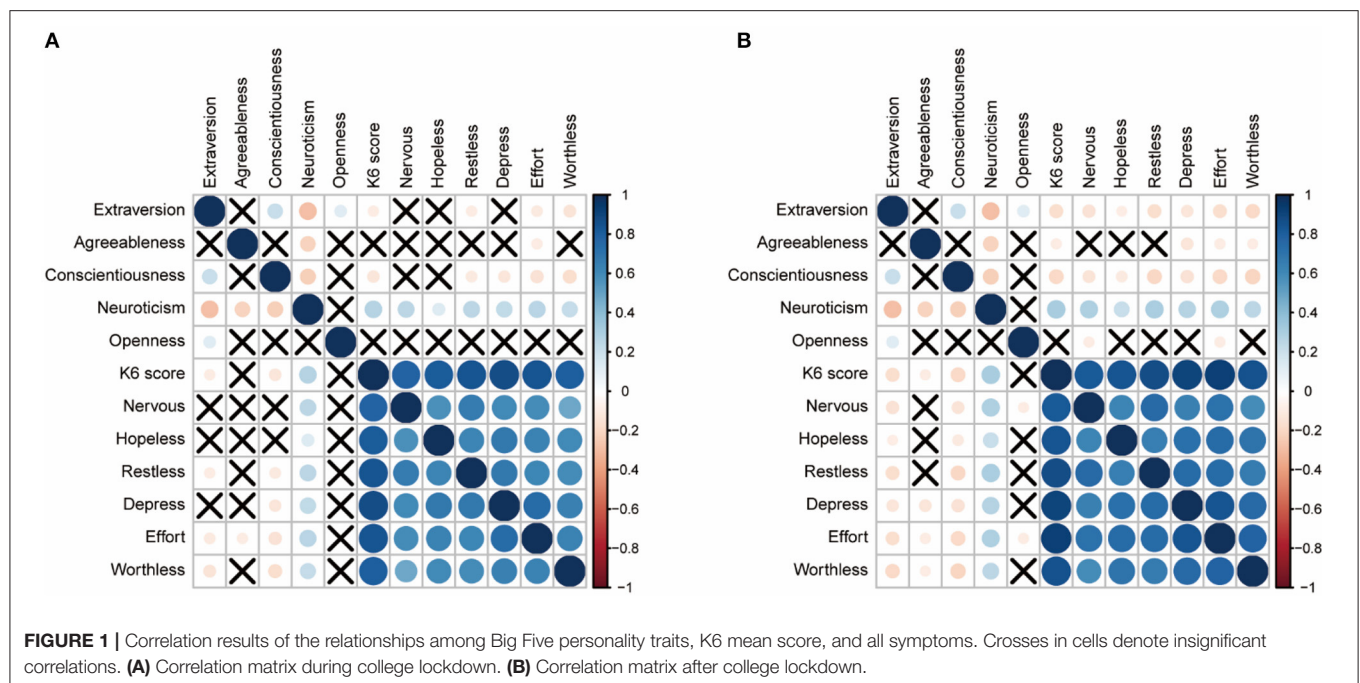 A
Extraversion
Agreeableness
Conscientiousness
Neuroticism
Openness
K6 score
Nervous
Hopeless
Restless
Depress
Effort
Worthless
Extraversion
Agreeableness
Conscientiousness
Neuroticism
Openness
K6 score
Nervous
Hopeless
Restless
Depress
Effort
Worthless
1
0.8
0.6
0.4
0.2
0
−0.2
−0.4
−0.6
−0.8
−1
B
Extraversion
Agreeableness
Conscientiousness
Neuroticism
Openness
K6 score
Nervous
Hopeless
Restless
Depress
Effort
Worthless
Extraversion
Agreeableness
Conscientiousness
Neuroticism
Openness
K6 score
Nervous
Hopeless
Restless
Depress
Effort
Worthless
1
0.8
0.6
0.4
0.2
0
−0.2
−0.4
−0.6
−0.8
−1
FIGURE 1 | Correlation results of the relationships among Big Five personality traits, K6 mean score, and all symptoms. Crosses in cells denote insignificant
correlations. (A) Correlation matrix during college lockdown. (B) Correlation matrix after college lockdown.